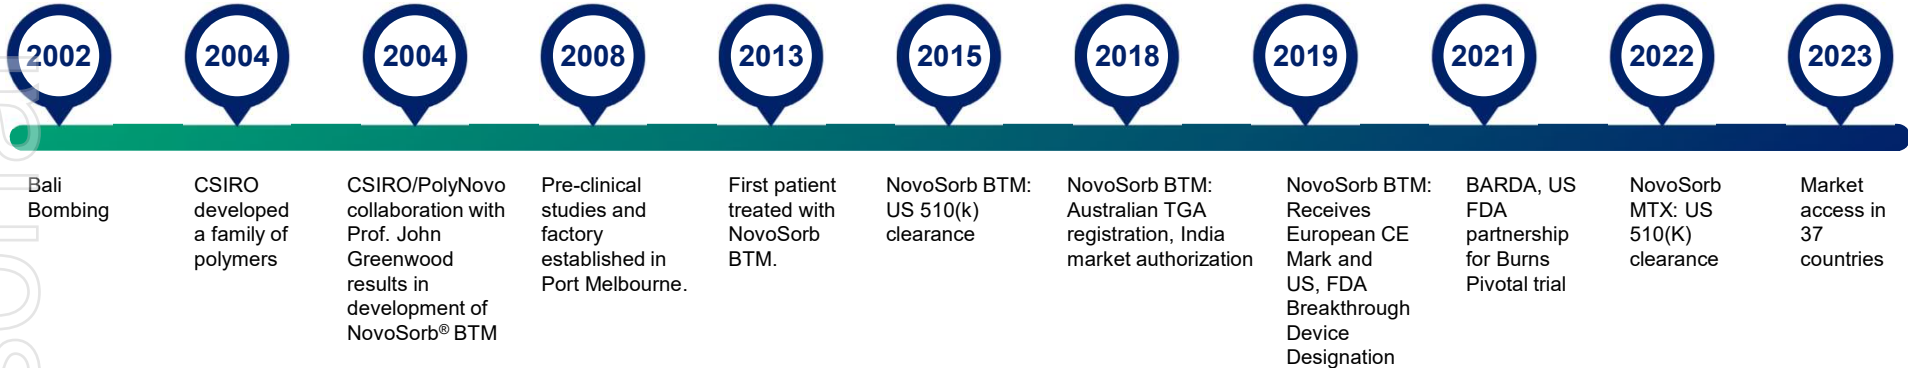 2002
2004
2004
2008
2013
2015
2018
2019
2021
2022
2023
Bali
Bombing
CSIRO
developed
a family of
polymers
CSIRO/PolyNovo
collaboration with
Prof. John
Greenwood
results in
development of
NovoSorb® BTM
Pre-clinical
studies and
factory
established in
Port Melbourne.
First patient
treated with
NovoSorb
BTM.
NovoSorb BTM:
US 510(k)
clearance
NovoSorb BTM:
Australian TGA
registration, India
market authorization
NovoSorb BTM:
Receives
European CE
Mark and
US, FDA
Breakthrough
Device
Designation
BARDA, US
FDA
partnership
for Burns
Pivotal trial
NovoSorb
MTX: US
510(K)
clearance
Market
access in
37
countries